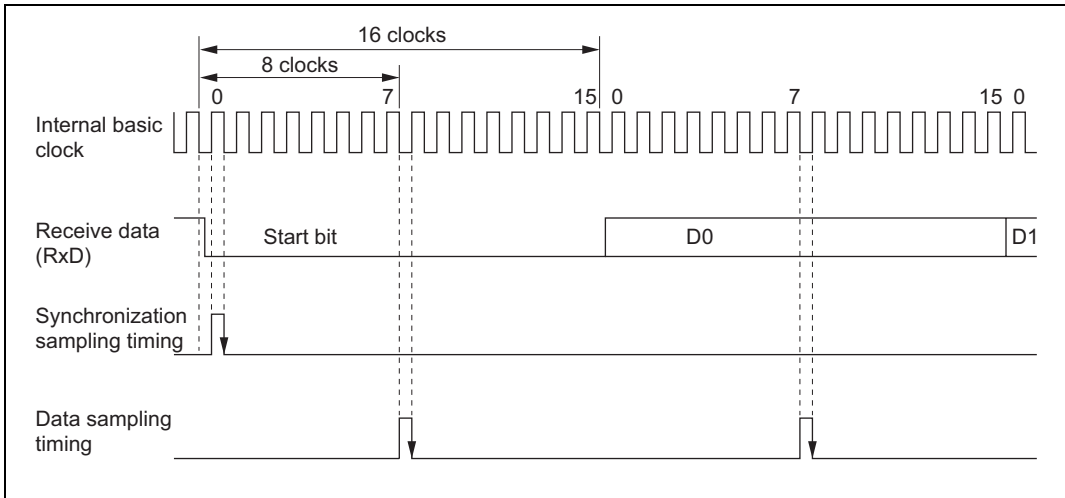 16 clocks
8 clocks
0 7 15 0 7 15 0
Internal basic
clock
Receive data
(RxD)
Start bit D0 D1
Synchronization
sampling timing
Data sampling
timing